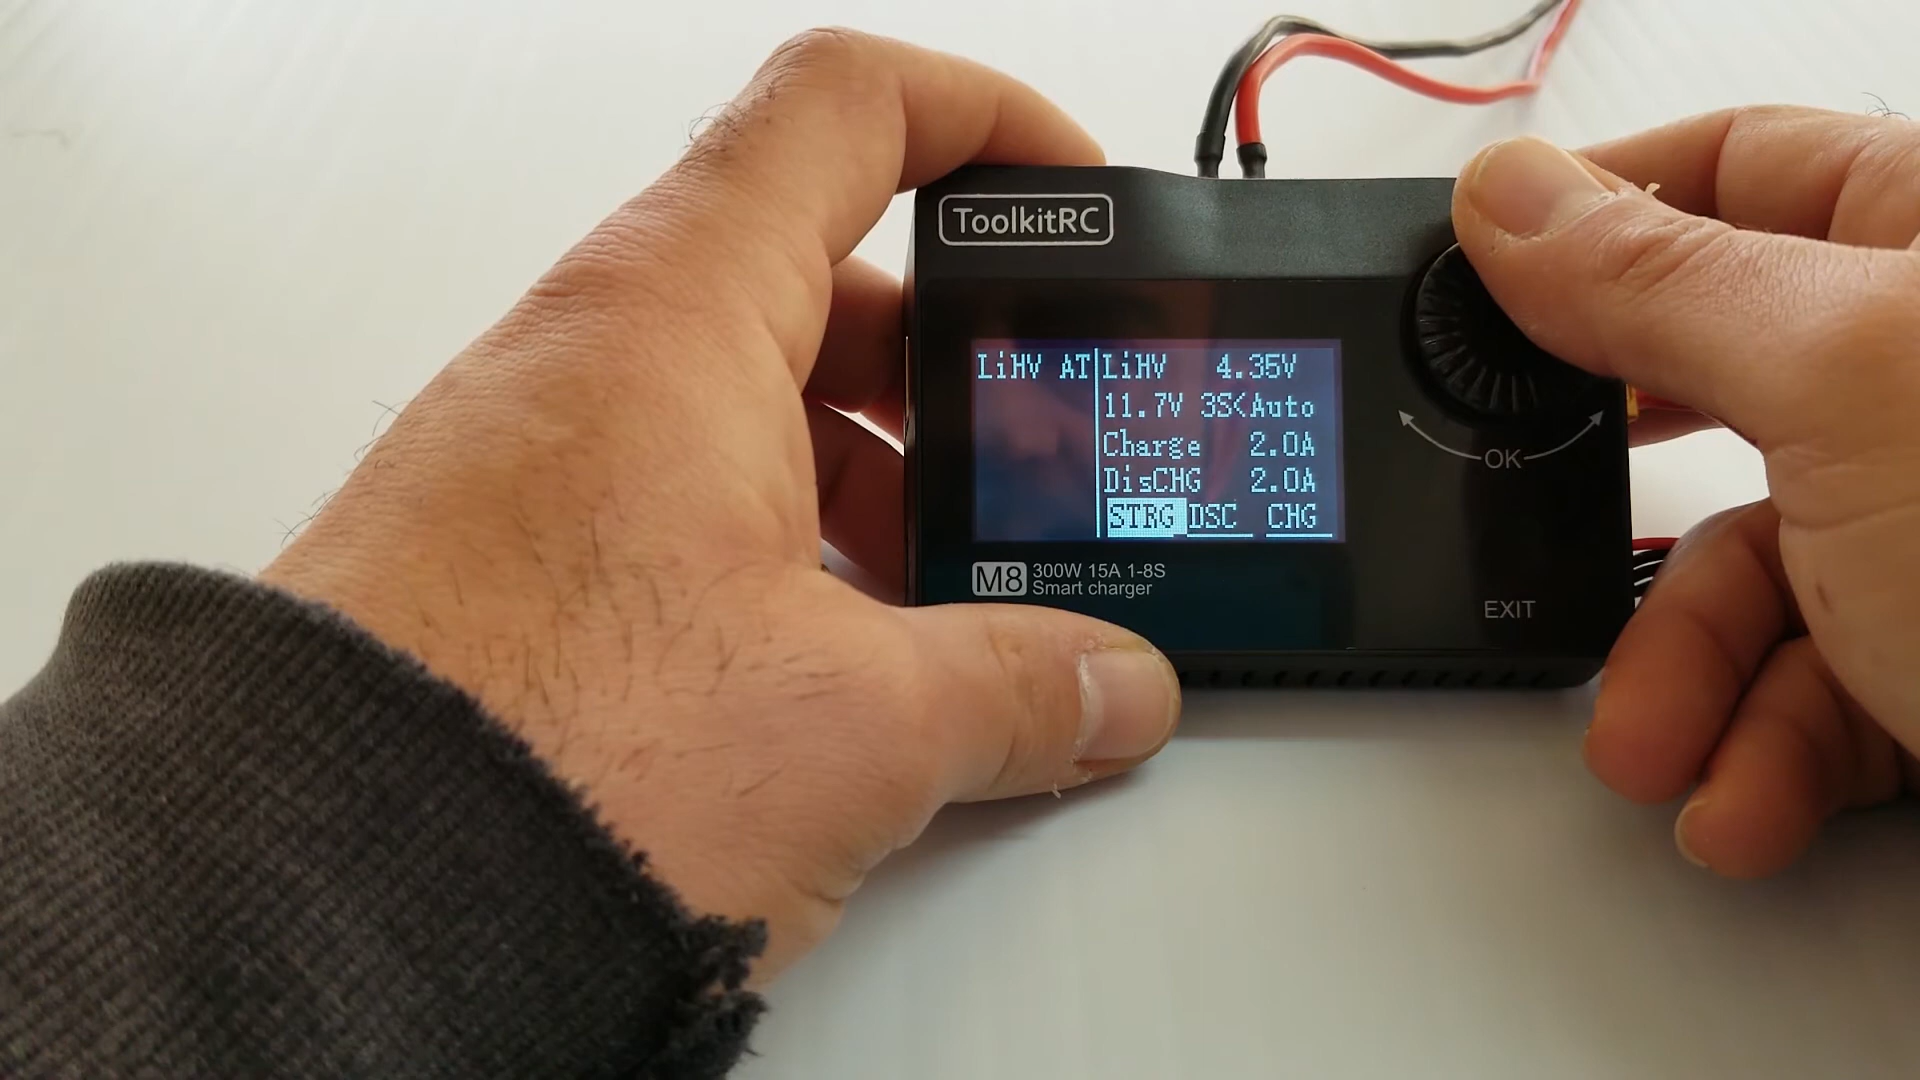 ToolkitRC
LiHV AT
LiHV 4.35V
11.7V 3S<Auto
Charge 2.0A
DisCHG 2.0A
STRG DSC CHG
OK
M8 300W 15A 1-8S
Smart charger
EXIT